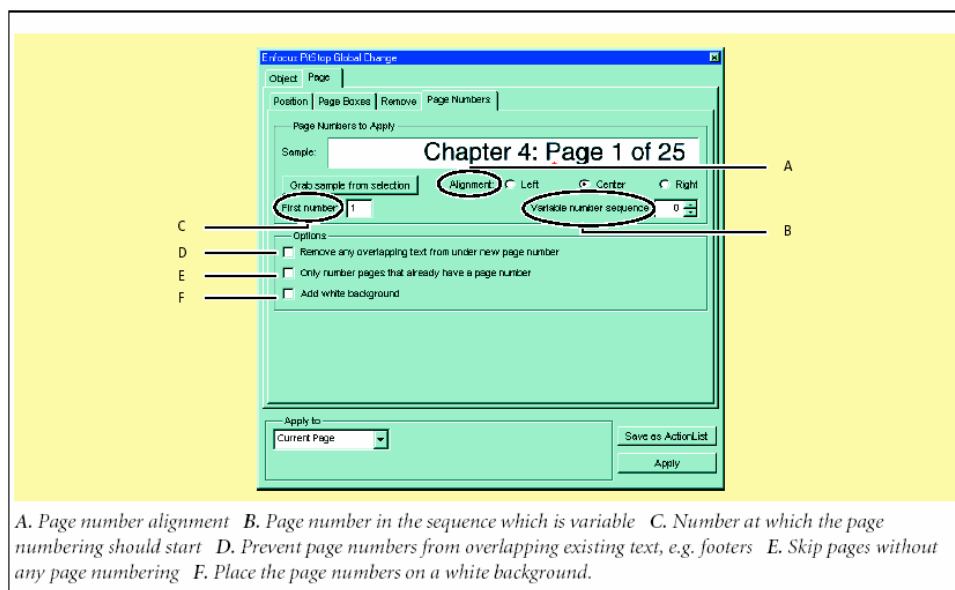 Enfocus PitStop Global Change
Object Page
Position Page Boxes Remove Page Numbers
Page Numbers to Apply
Sample: Chapter 4: Page 1 of 25
A
Grab sample from selection Alignment: Left Center Right
First number 1 Variable number sequence 0
C B
Options
D Remove any overlapping text from under new page number
E Only number pages that already have a page number
F Add white background
Apply to
Current Page Save as ActionList
Apply
A. Page number alignment B. Page number in the sequence which is variable C. Number at which the page
numbering should start D. Prevent page numbers from overlapping existing text, e.g. footers E. Skip pages without
any page numbering F. Place the page numbers on a white background.